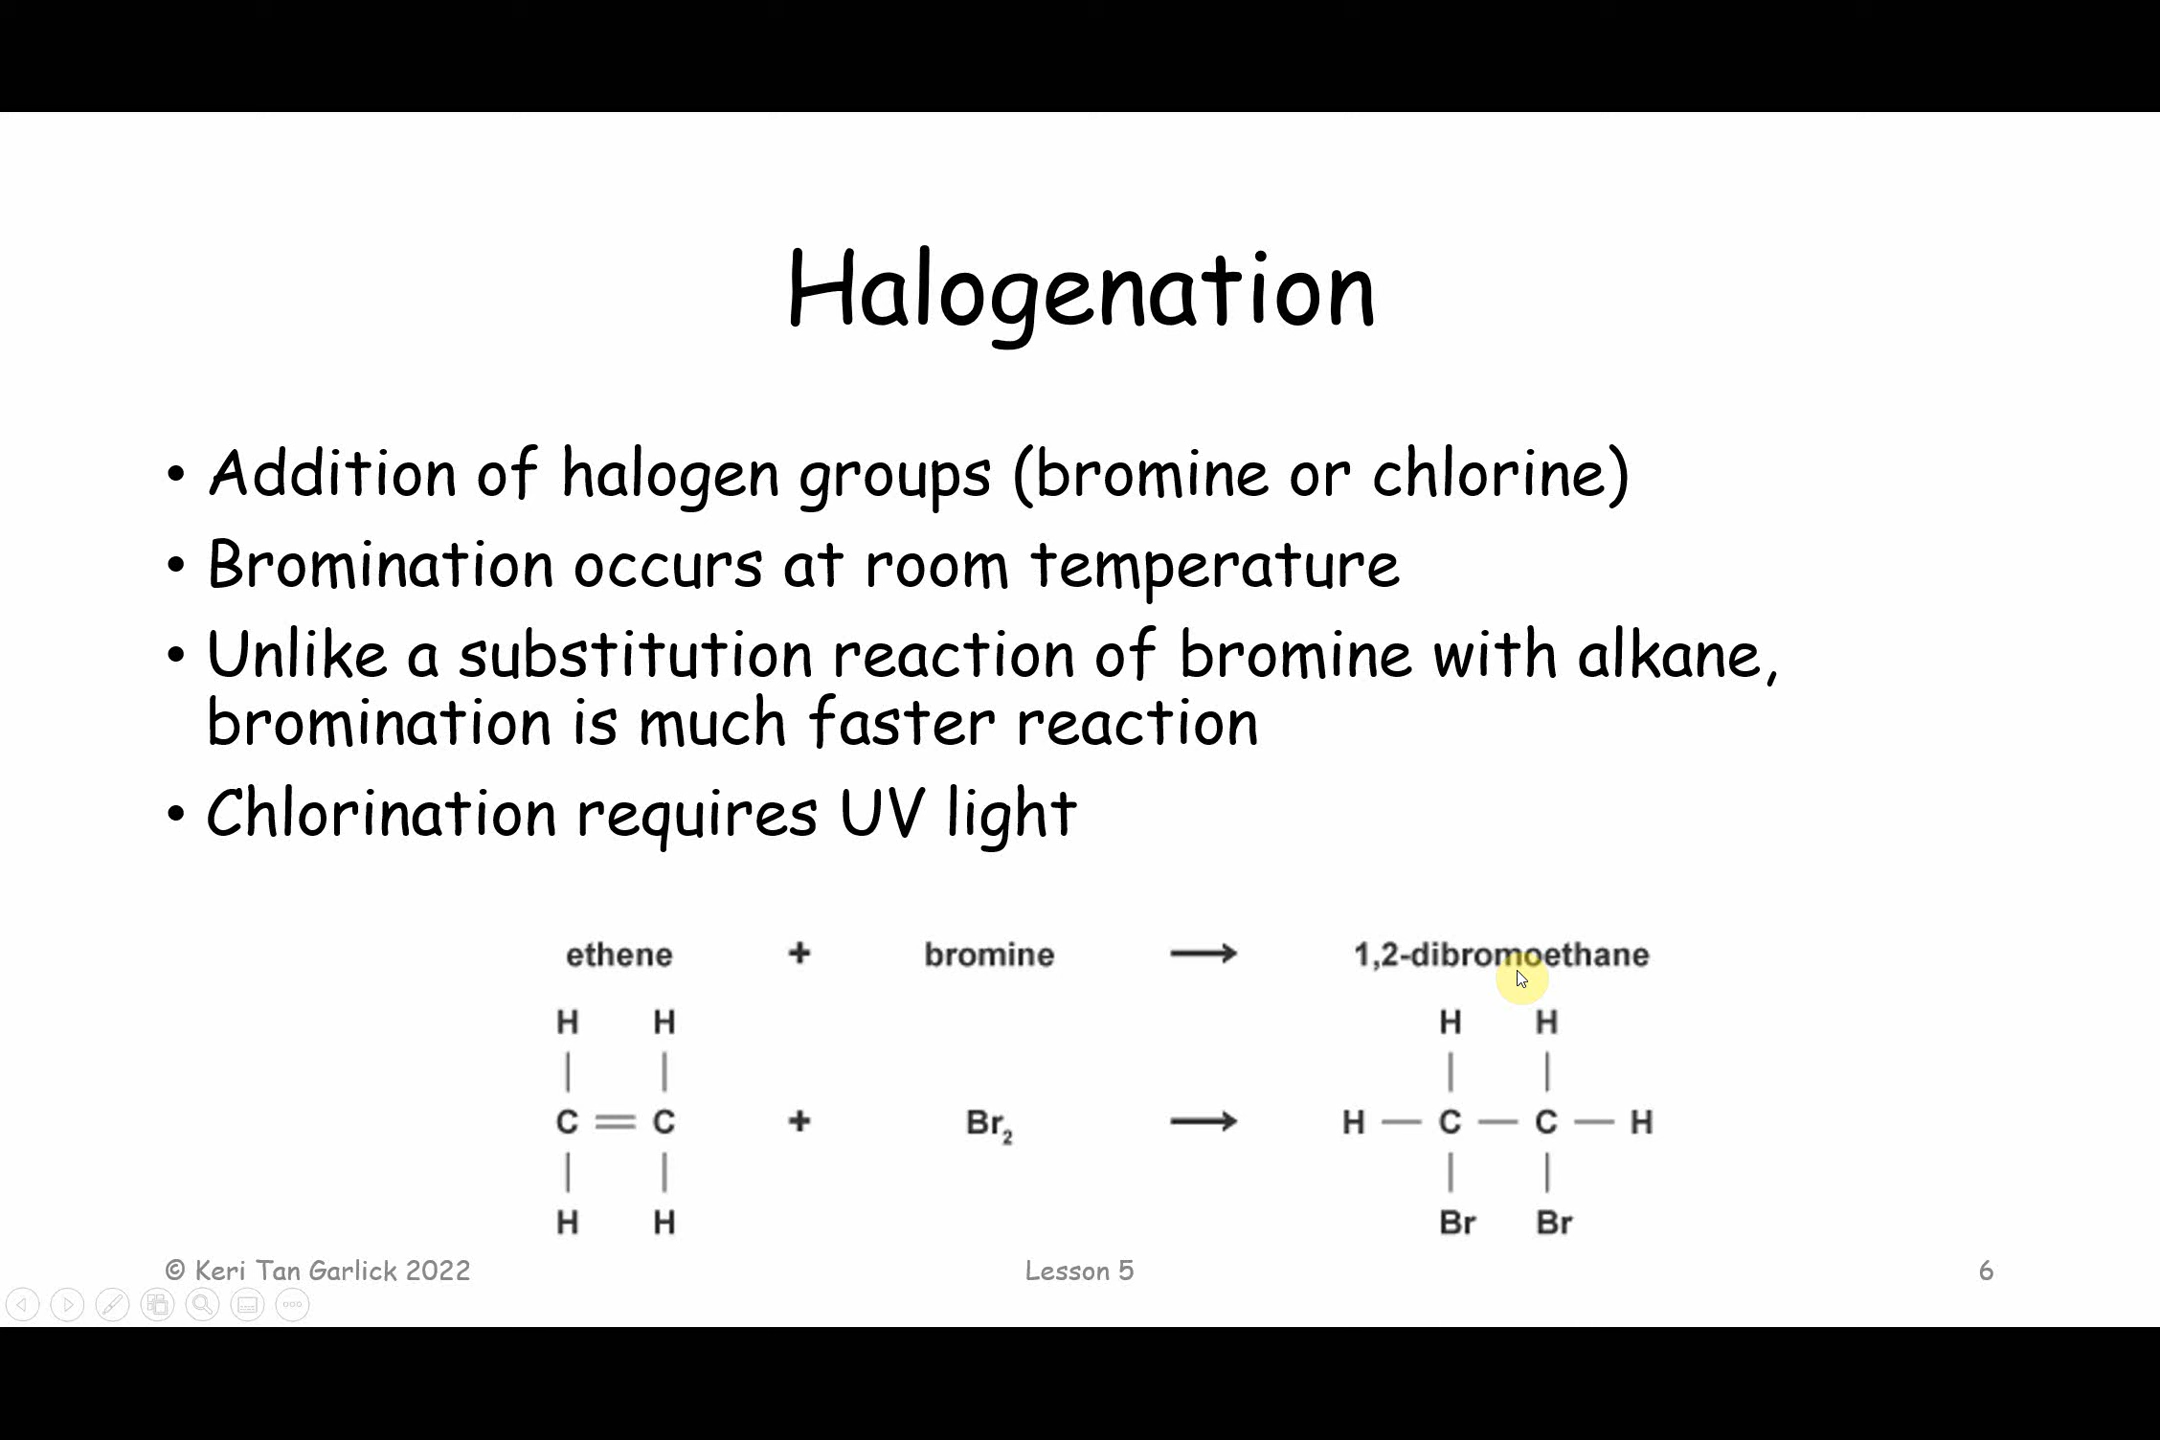 Halogenation
• Addition of halogen groups (bromine or chlorine)
• Bromination occurs at room temperature
• Unlike a substitution reaction of bromine with alkane,
bromination is much faster reaction
• Chlorination requires UV light
ethene + bromine → 1,2-dibromoethane
H H H H
C = C + Br₂ → H — C — C — H
H H Br Br
© Keri Tan Garlick 2022 Lesson 5 6